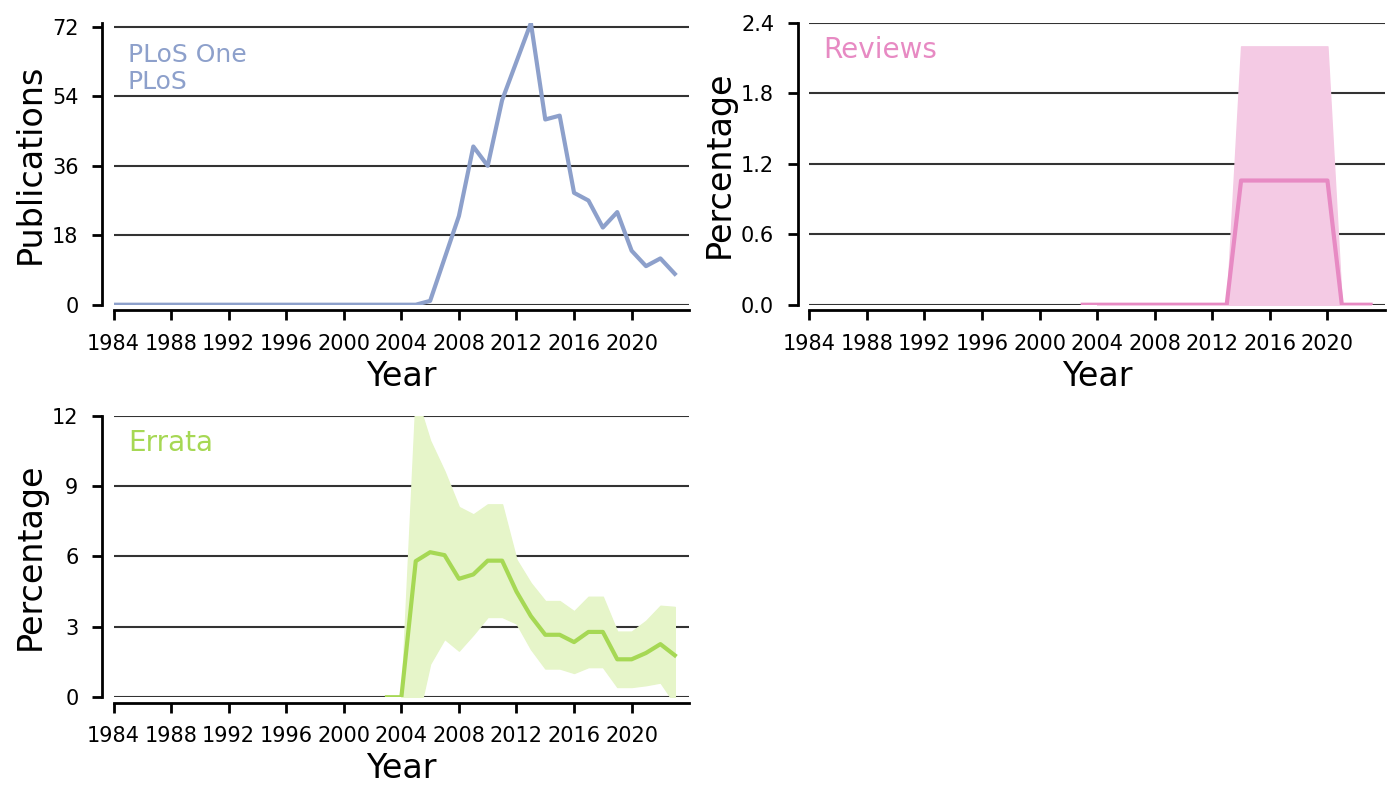 72
54
36
18
0
Publications
PLoS One
PLoS
1984 1988 1992 1996 2000 2004 2008 2012 2016 2020
Year
2.4
1.8
1.2
0.6
0.0
Percentage
Reviews
1984 1988 1992 1996 2000 2004 2008 2012 2016 2020
Year
12
9
6
3
0
Percentage
Errata
1984 1988 1992 1996 2000 2004 2008 2012 2016 2020
Year